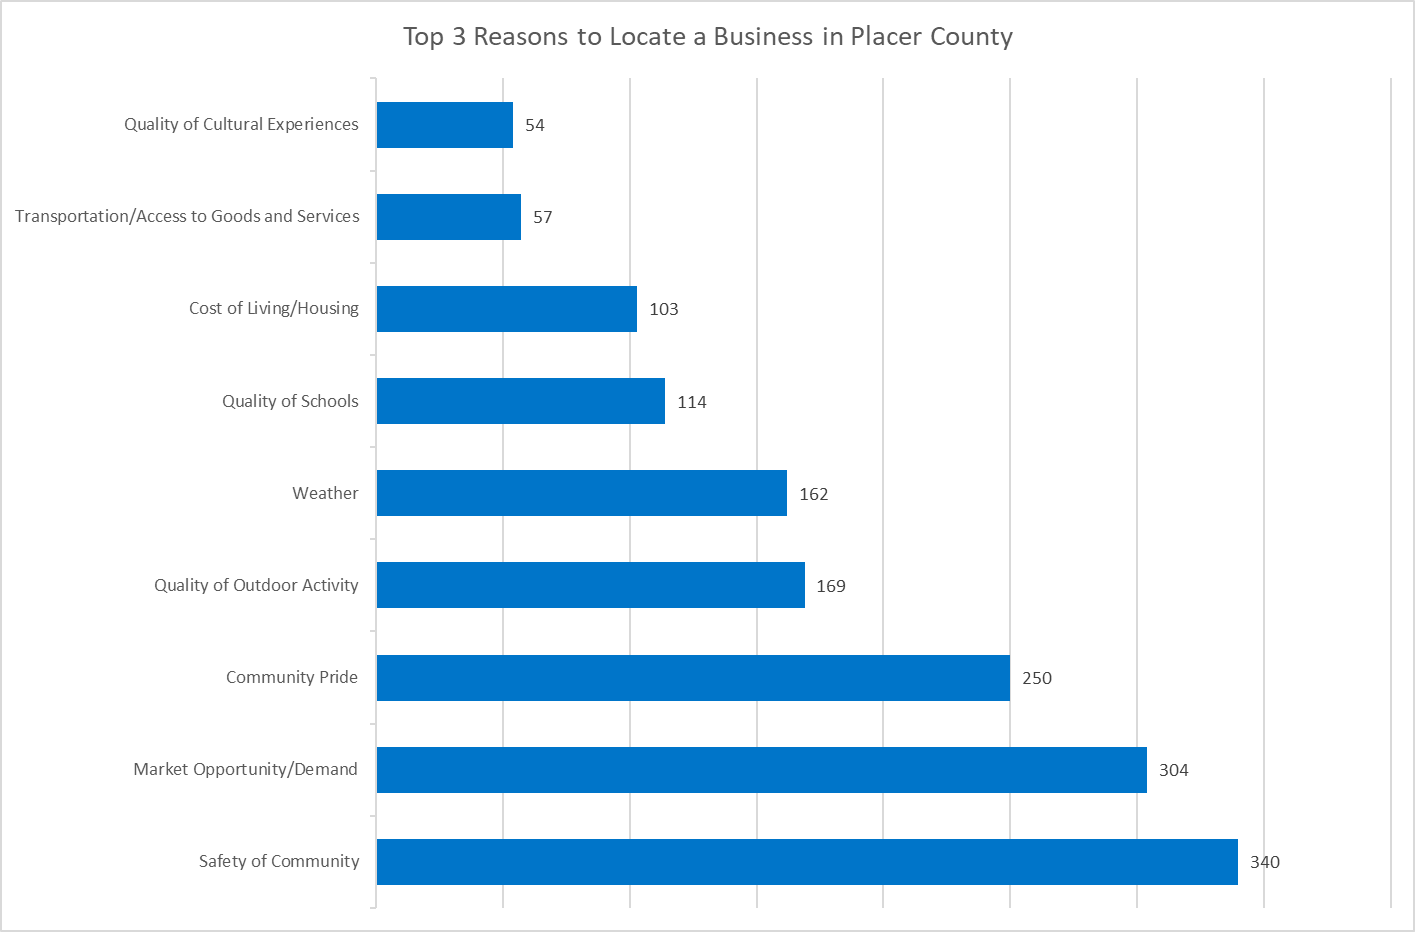 Top 3 Reasons to Locate a Business in Placer County
Quality of Cultural Experiences 54
Transportation/Access to Goods and Services 57
Cost of Living/Housing 103
Quality of Schools 114
Weather 162
Quality of Outdoor Activity 169
Community Pride 250
Market Opportunity/Demand 304
Safety of Community 340